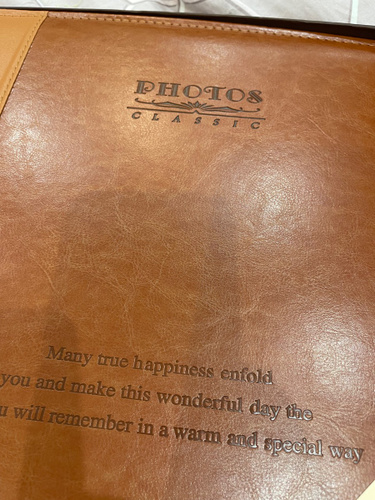 PHOTOS
CLASSIC
Many true happiness enfold
you and make this wonderful day the
will remember in a warm and special way